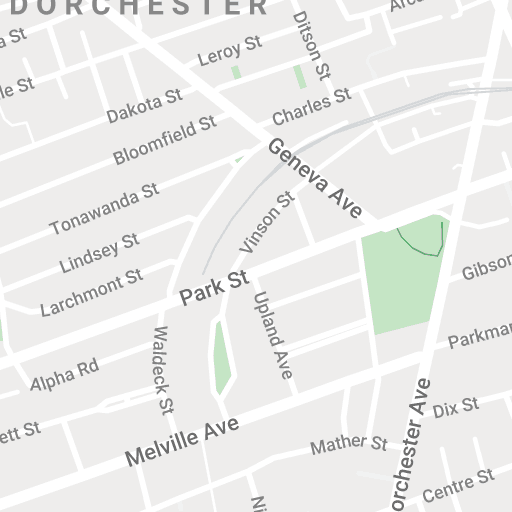 DORCHESTER
Ditson St
Leroy St
Dakota St
Charles St
Bloomfield St
Geneva Ave
Tonawanda St
Vinson St
Lindsey St
Larchmont St
Park St
Gibson
Upland Ave
Waldeck St
Parkman
Alpha Rd
Melville Ave
Dix St
Mather St
orchester Ave
Centre St